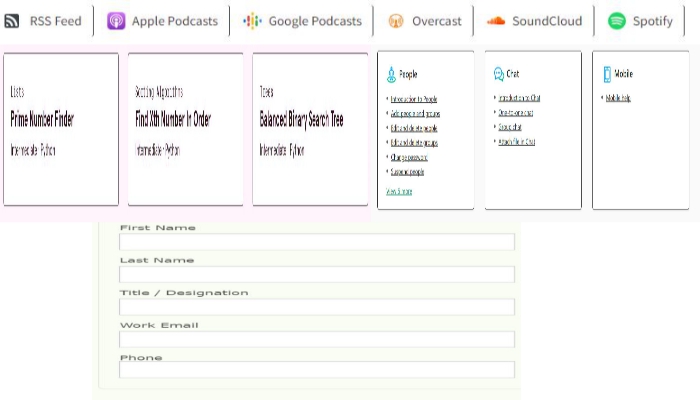 RSS Feed
Apple Podcasts
Google Podcasts
Overcast
SoundCloud
Spotify
Lists
Prime Number Finder
Intermediate · Python
Sorting Algorithms
Find Xth Number In Order
Intermediate · Python
Trees
Balanced Binary Search Tree
Intermediate · Python
People
Introduction to People
Add people and groups
Edit and delete people
Edit and delete groups
Change password
Suspend people
View 6 more
Chat
Introduction to Chat
One-to-one chat
Group chat
Attach file in Chat
Mobile
Mobile help
First Name
Last Name
Title / Designation
Work Email
Phone